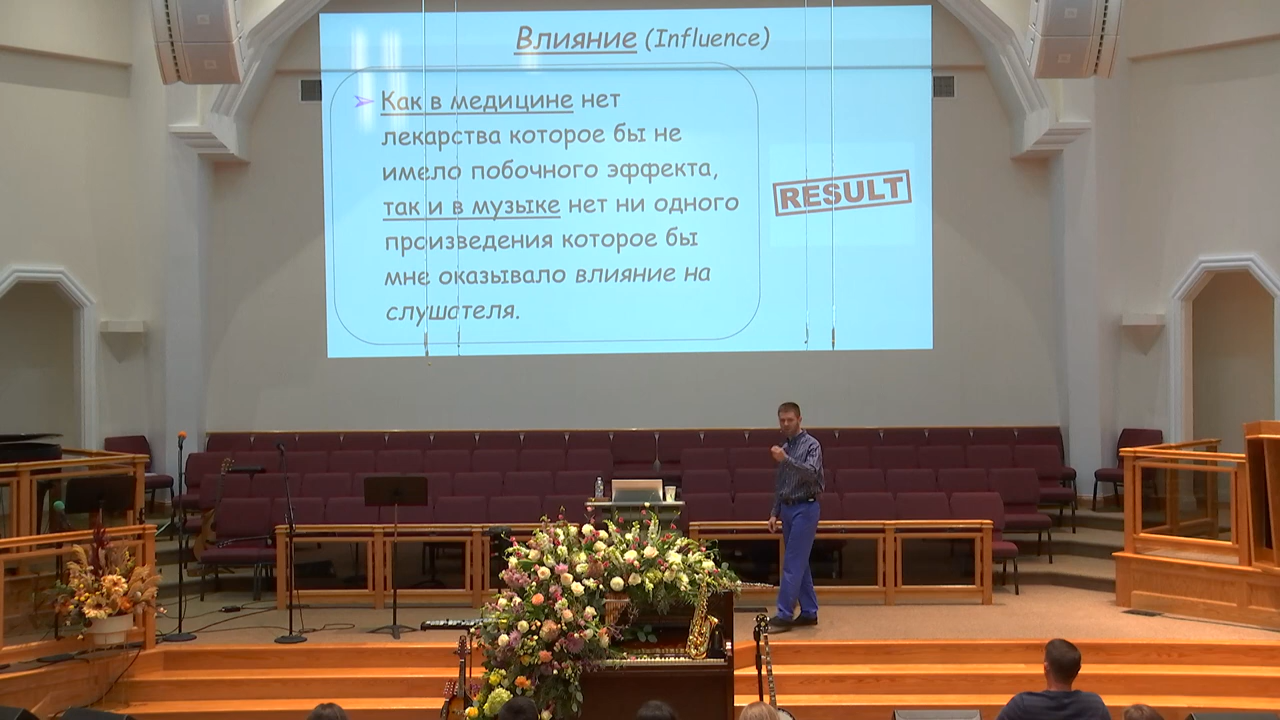 Влияние (Influence)
Как в медицине нет
лекарства которое бы не
имело побочного эффекта,
так и в музыке нет ни одного
произведения которое бы
мне оказывало влияние на
слушателя.
RESULT